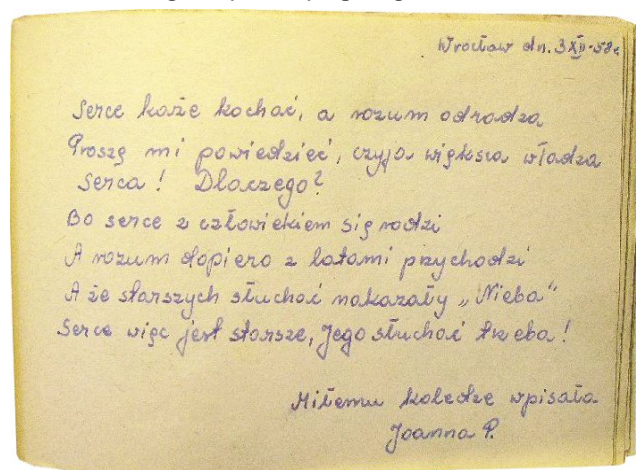 Wrocław dn. 3 XII-58r.
Serce każe kochać, a rozum odradza
Proszę mi powiedzieć, czyja większa władza
Serca! Dlaczego?
Bo serce z człowiekiem się rodzi
A rozum dopiero z latami przychodzi
A że starszych słuchać nakazały „Nieba”
Serce więc jest starsze, Jego słuchać trzeba!
Miłemu koledze wpisała
Joanna P.